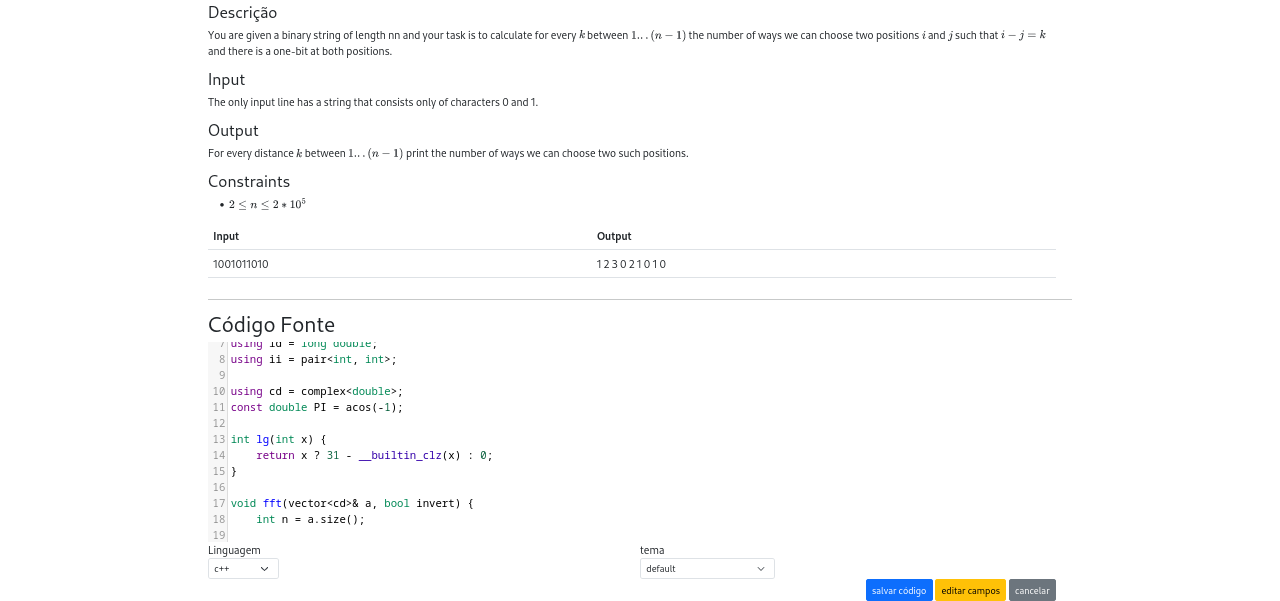 Descrição
You are given a binary string of length nn and your task is to calculate for every k between 1...(n − 1) the number of ways we can choose two positions i and j such that i − j = k
and there is a one-bit at both positions.
Input
The only input line has a string that consists only of characters 0 and 1.
Output
For every distance k between 1...(n − 1) print the number of ways we can choose two such positions.
Constraints
• 2 ≤ n ≤ 2 * 10^5
Input Output
1001011010 1 2 3 0 2 1 0 1 0
Código Fonte
7 using ld = long double;
8 using ii = pair<int, int>;
9
10 using cd = complex<double>;
11 const double PI = acos(-1);
12
13 int lg(int x) {
14     return x ? 31 - __builtin_clz(x) : 0;
15 }
16
17 void fft(vector<cd>& a, bool invert) {
18     int n = a.size();
19
Linguagem tema
c++ default
salvar código editar campos cancelar